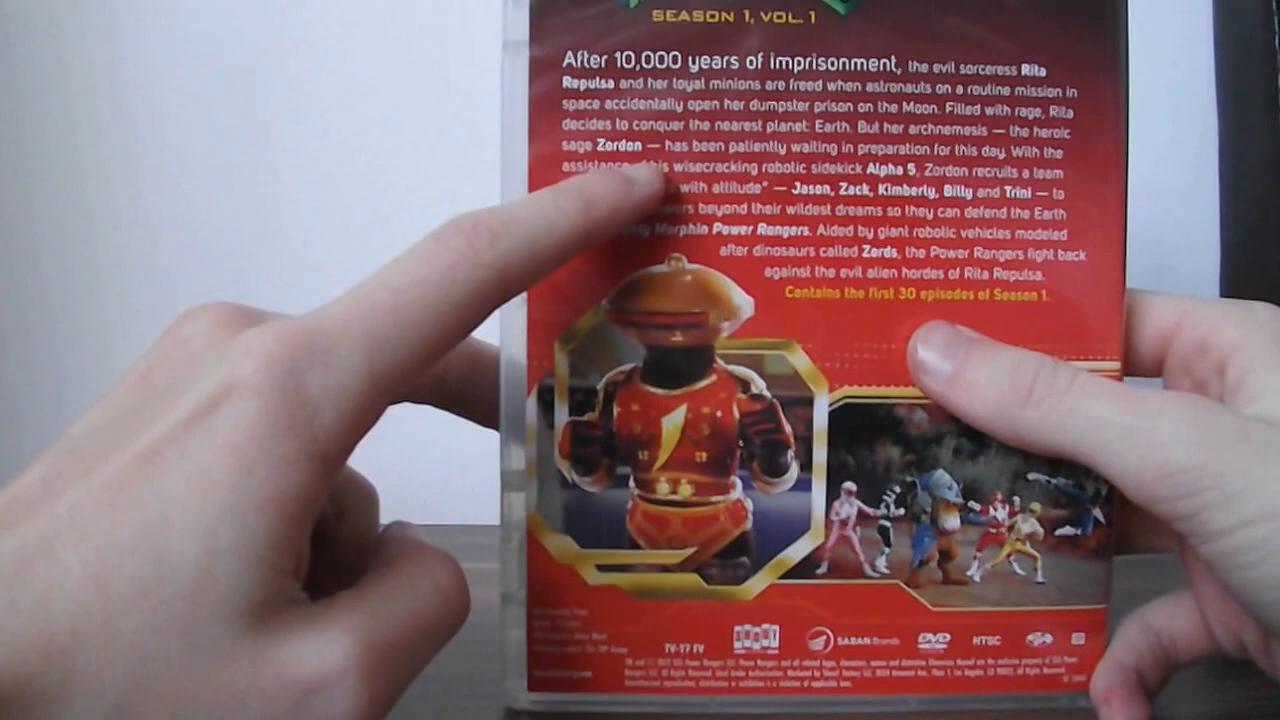 SEASON 1, VOL. 1
After 10,000 years of imprisonment, the evil sorceress Rita
Repulsa and her loyal minions are freed when astronauts on a routine mission in
space accidentally open her dumpster prison on the Moon. Filled with rage, Rita
decides to conquer the nearest planet: Earth. But her archnemesis — the heroic
sage Zordon — has been patiently waiting in preparation for this day. With the
assistance his wisecracking robotic sidekick Alpha 5, Zordon recruits a team
with attitude" — Jason, Zack, Kimberly, Billy and Trini — to
beyond their wildest dreams so they can defend the Earth
Morphin Power Rangers. Aided by giant robotic vehicles modeled
after dinosaurs called Zords, the Power Rangers fight back
against the evil alien hordes of Rita Repulsa.
Contains the first 30 episodes of Season 1.
SHOUT SABAN Brands DVD NTSC